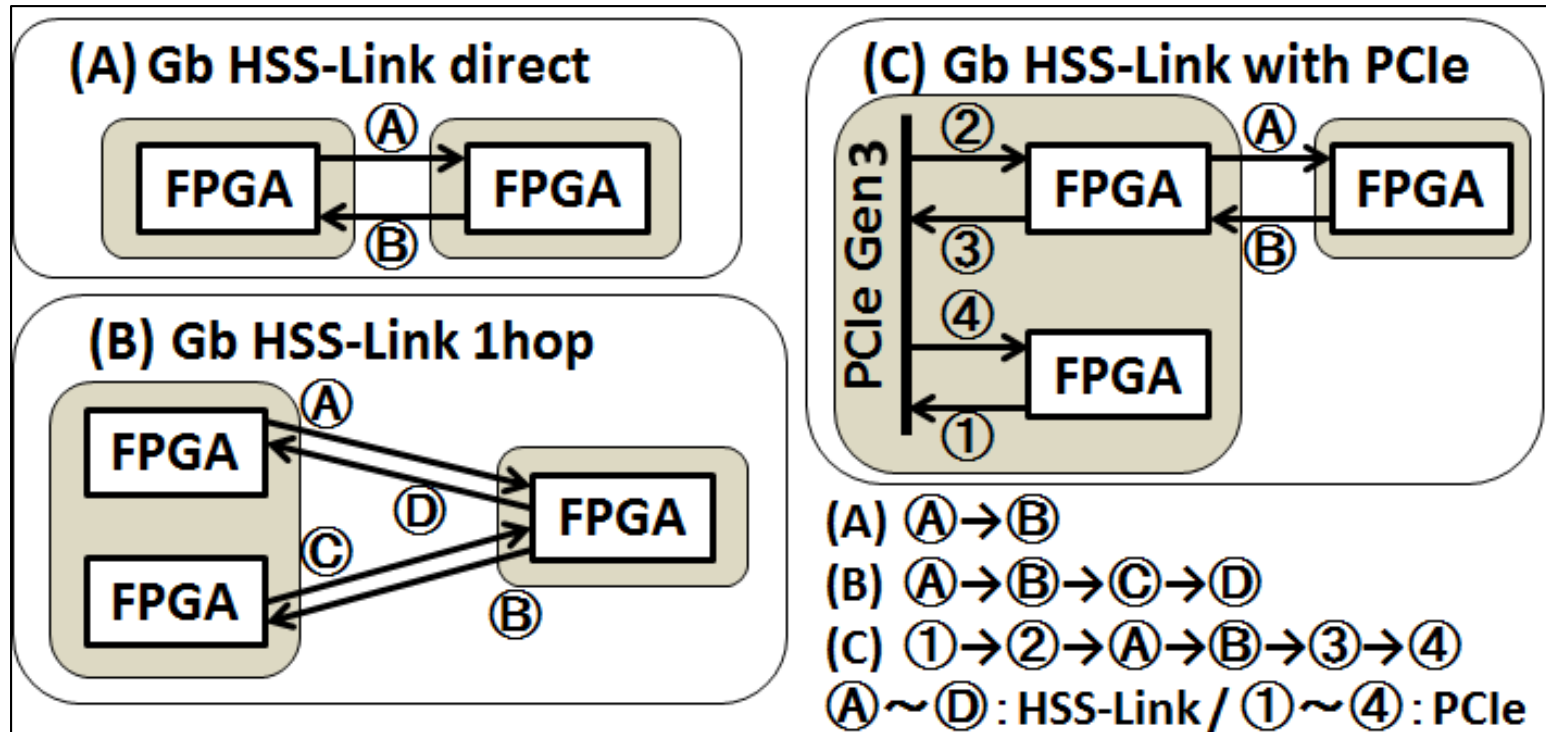 (A) Gb HSS-Link direct
Ⓐ
FPGA
FPGA
Ⓑ
(B) Gb HSS-Link 1hop
Ⓐ
FPGA
Ⓓ
FPGA
Ⓒ
FPGA
Ⓑ
(C) Gb HSS-Link with PCIe
PCIe Gen3
②
Ⓐ
FPGA
FPGA
③
Ⓑ
④
FPGA
①
(A) Ⓐ→Ⓑ
(B) Ⓐ→Ⓑ→Ⓒ→Ⓓ
(C) ①→②→Ⓐ→Ⓑ→③→④
Ⓐ～Ⓓ : HSS-Link / ①～④ : PCIe